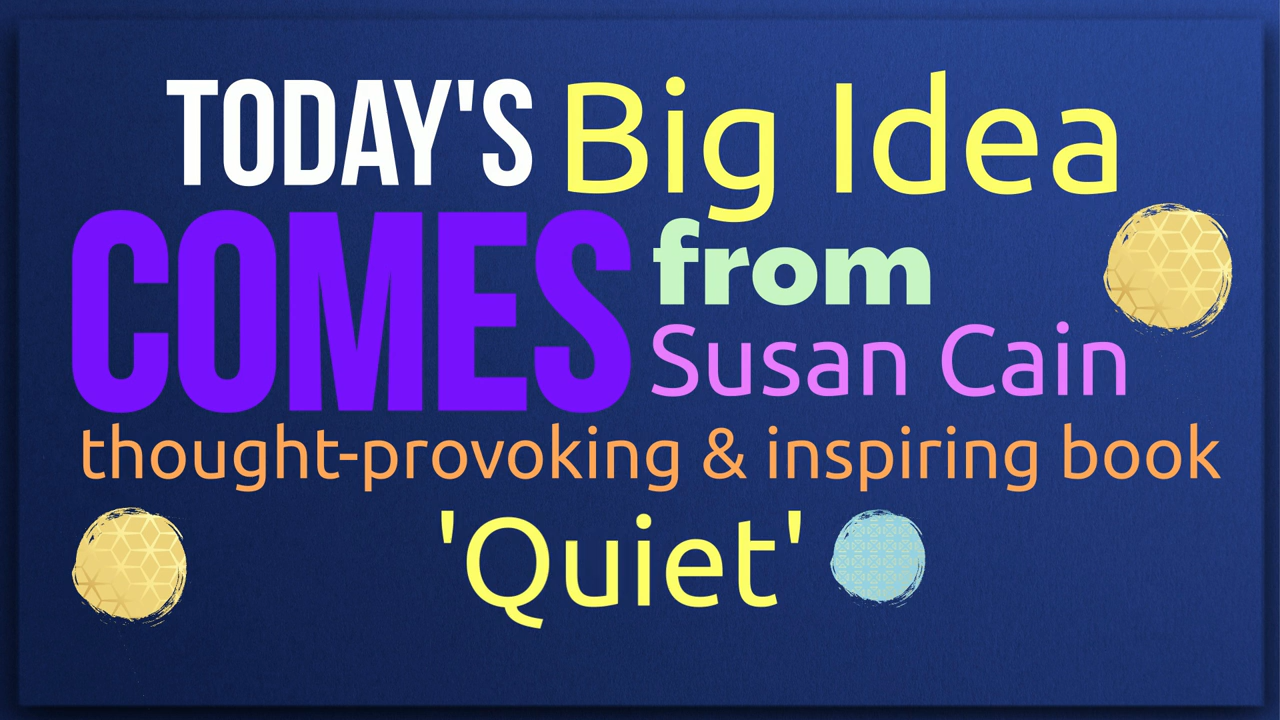 TODAY'S Big Idea
COMES from
Susan Cain
thought-provoking & inspiring book
'Quiet'